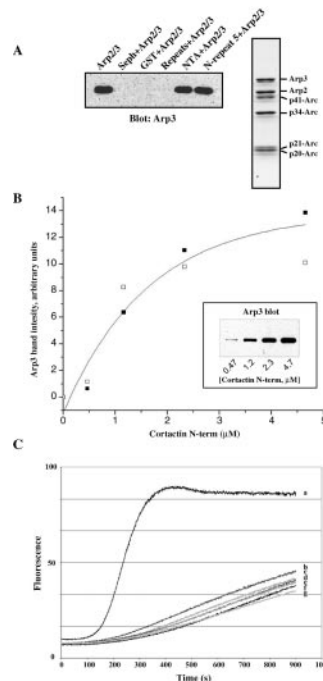 A
Arp2/3
Seph+Arp2/3
GST+Arp2/3
Repeats+Arp2/3
NTA+Arp2/3
N-repeat 5+Arp2/3
Blot: Arp3
Arp3
Arp2
p41-Arc
p34-Arc
p21-Arc
p20-Arc
B
Arp3 band intesity, arbitrary units
14
12
10
8
6
4
2
0
0
1
2
3
4
5
Cortactin N-term (μM)
Arp3 blot
0.47
1.2
2.3
4.7
[Cortactin N-term, μM]
C
Fluorescence
100
50
0
0
100
200
300
400
500
600
700
800
900
1000
Time (s)
a
b